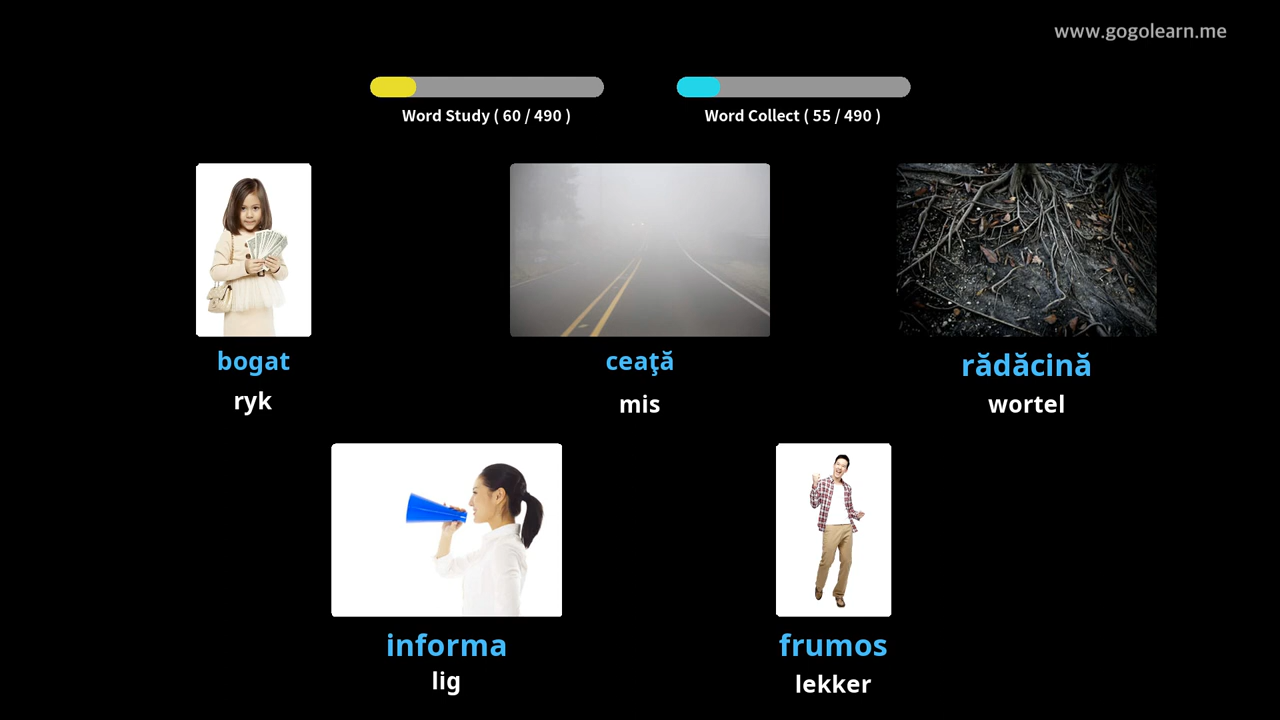 www.gogolearn.me
Word Study ( 60 / 490 )
Word Collect ( 55 / 490 )
bogat
ryk
ceaţă
mis
rădăcină
wortel
informa
lig
frumos
lekker